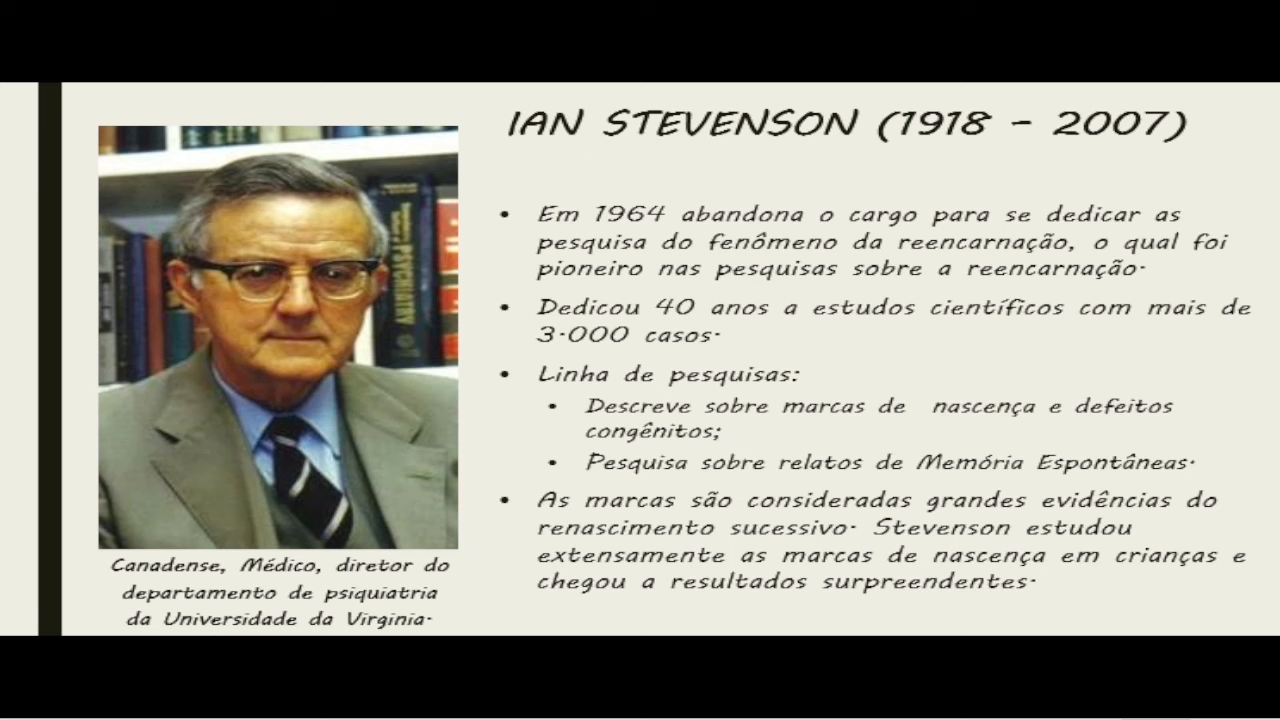 IAN STEVENSON (1918 – 2007)
• Em 1964 abandona o cargo para se dedicar as
pesquisa do fenômeno da reencarnação, o qual foi
pioneiro nas pesquisas sobre a reencarnação.
• Dedicou 40 anos a estudos científicos com mais de
3.000 casos.
• Linha de pesquisas:
• Descreve sobre marcas de nascença e defeitos
congênitos;
• Pesquisa sobre relatos de Memória Espontâneas.
• As marcas são consideradas grandes evidências do
renascimento sucessivo. Stevenson estudou
extensamente as marcas de nascença em crianças e
chegou a resultados surpreendentes.
PSYCHIATRY
Canadense, Médico, diretor do
departamento de psiquiatria
da Universidade da Virginia.